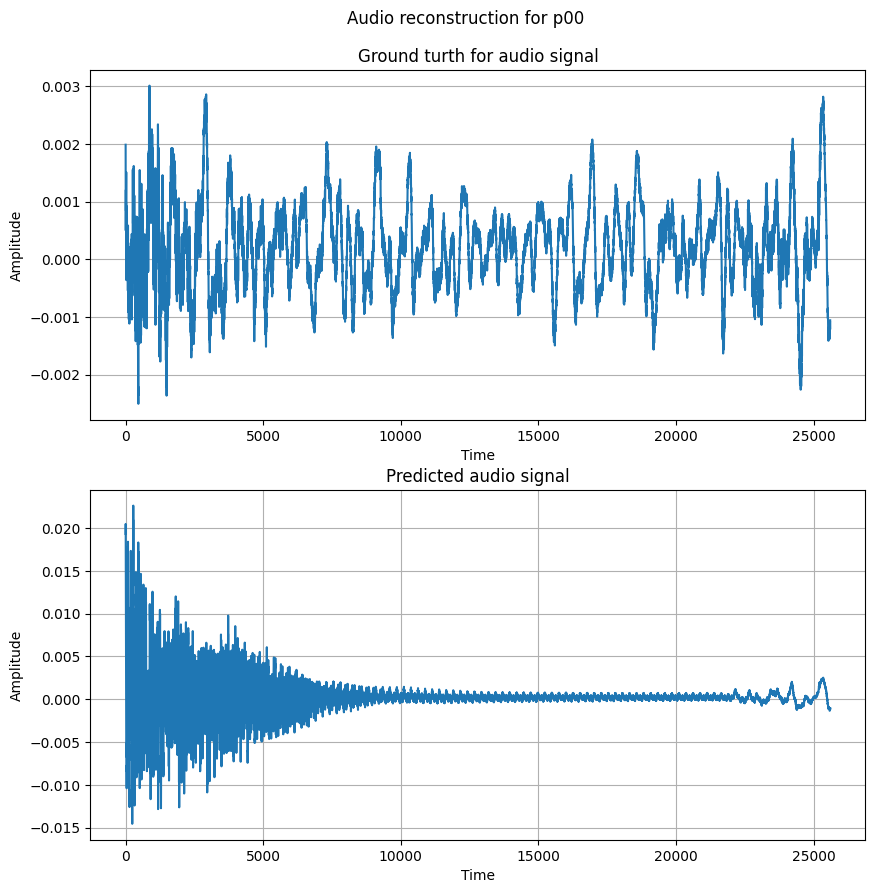 Audio reconstruction for p00
Ground turth for audio signal
Amplitude
0.003
0.002
0.001
0.000
−0.001
−0.002
0 5000 10000 15000 20000 25000
Time
Predicted audio signal
Amplitude
0.020
0.015
0.010
0.005
0.000
−0.005
−0.010
−0.015
0 5000 10000 15000 20000 25000
Time